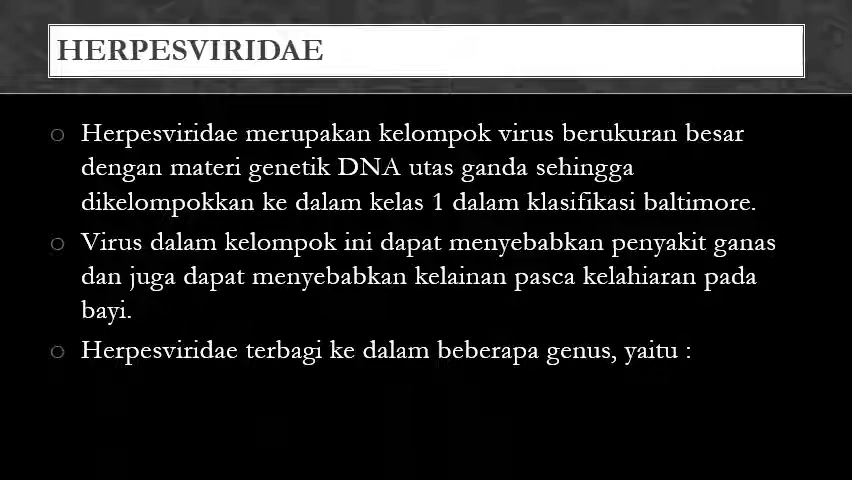 HERPESVIRIDAE
Herpesviridae merupakan kelompok virus berukuran besar
dengan materi genetik DNA utas ganda sehingga
dikelompokkan ke dalam kelas 1 dalam klasifikasi baltimore.
Virus dalam kelompok ini dapat menyebabkan penyakit ganas
dan juga dapat menyebabkan kelainan pasca kelahiaran pada
bayi.
Herpesviridae terbagi ke dalam beberapa genus, yaitu :